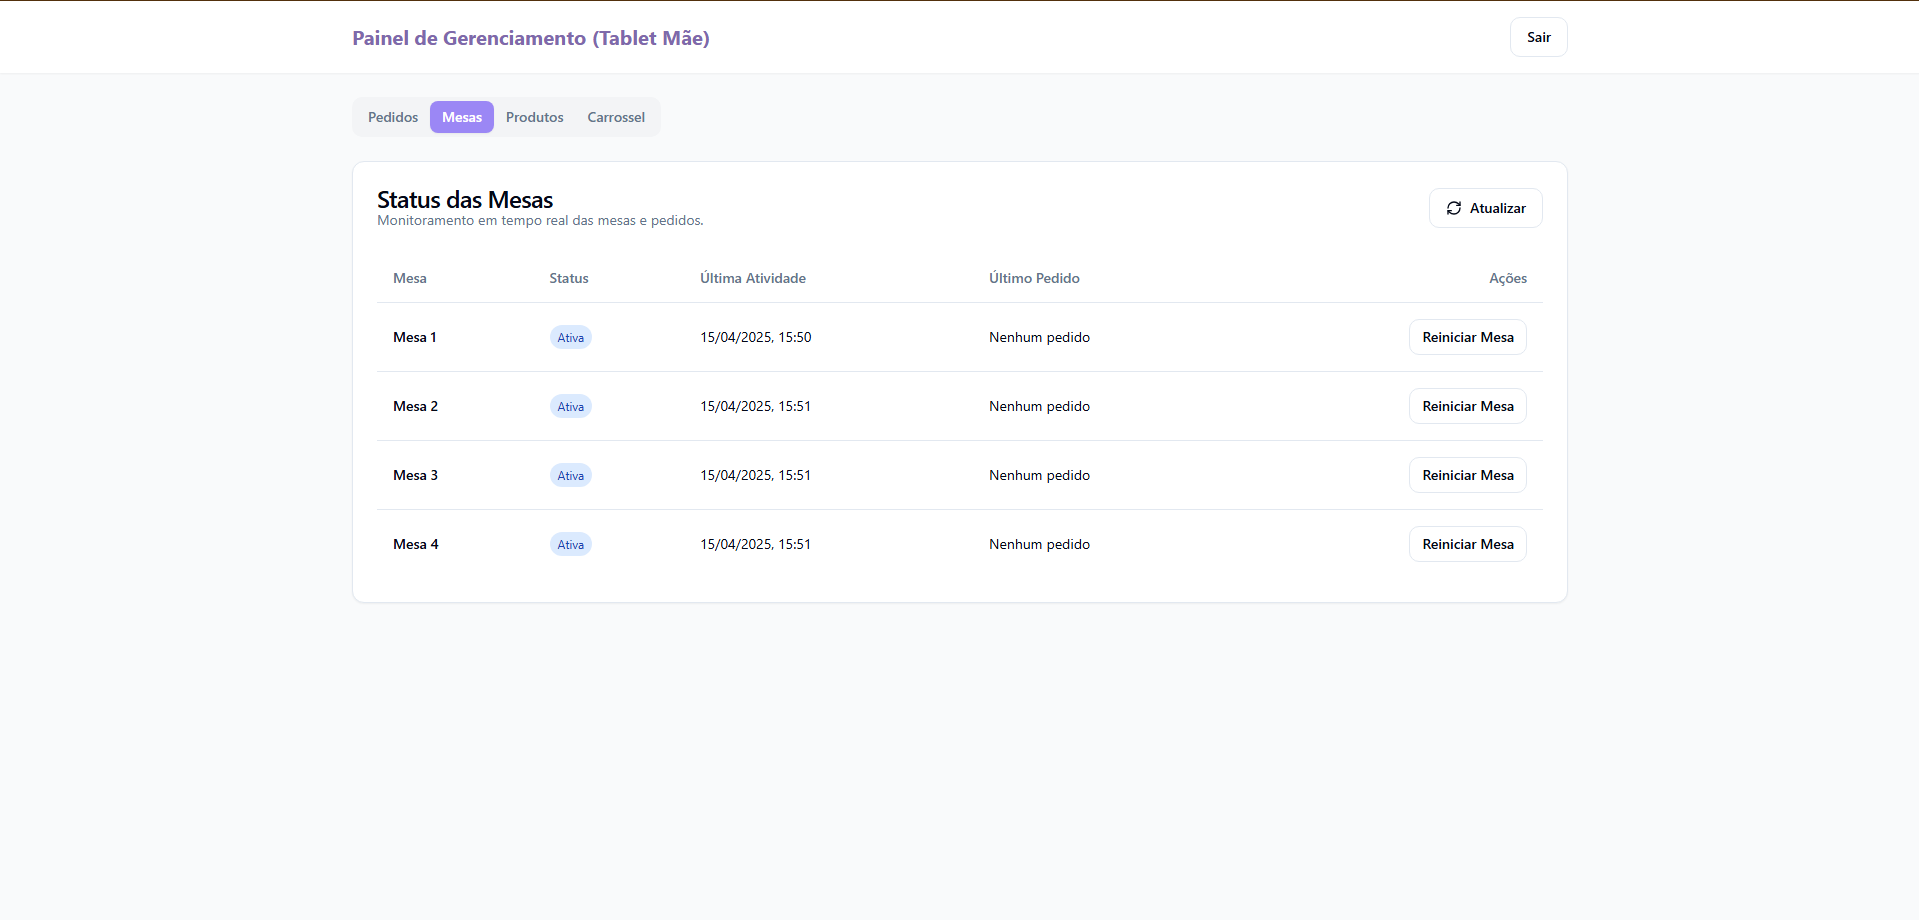 Painel de Gerenciamento (Tablet Mãe)
Sair
Pedidos Mesas Produtos Carrossel
Status das Mesas
Monitoramento em tempo real das mesas e pedidos.
Atualizar
Mesa Status Última Atividade Último Pedido Ações
Mesa 1 Ativa 15/04/2025, 15:50 Nenhum pedido Reiniciar Mesa
Mesa 2 Ativa 15/04/2025, 15:51 Nenhum pedido Reiniciar Mesa
Mesa 3 Ativa 15/04/2025, 15:51 Nenhum pedido Reiniciar Mesa
Mesa 4 Ativa 15/04/2025, 15:51 Nenhum pedido Reiniciar Mesa